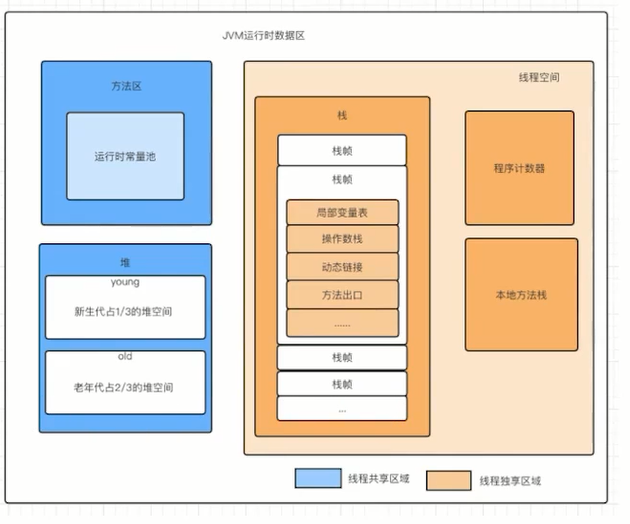 JVM运行时数据区
方法区
运行时常量池
堆
young
新生代占1/3的堆空间
old
老年代占2/3的堆空间
线程空间
栈
栈帧
栈帧
局部变量表
操作数栈
动态链接
方法出口
......
栈帧
栈帧
...
程序计数器
本地方法栈
线程共享区域
线程独享区域